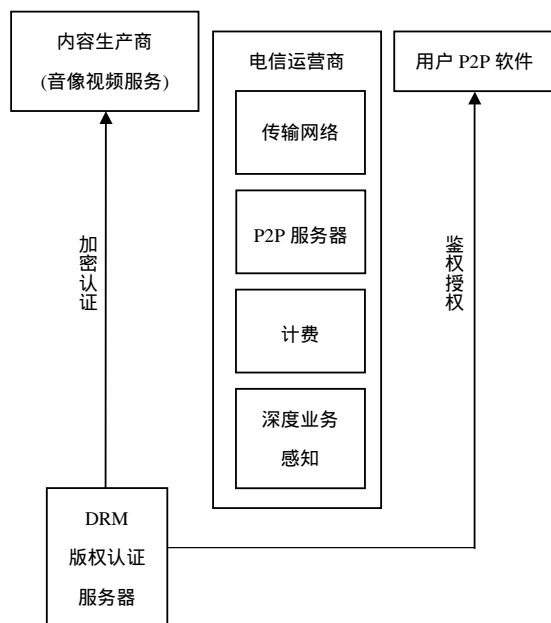 内容生产商
(音像视频服务)
电信运营商
用户 P2P 软件
传输网络
P2P 服务器
计费
深度业务
感知
加密认证
鉴权授权
DRM
版权认证
服务器